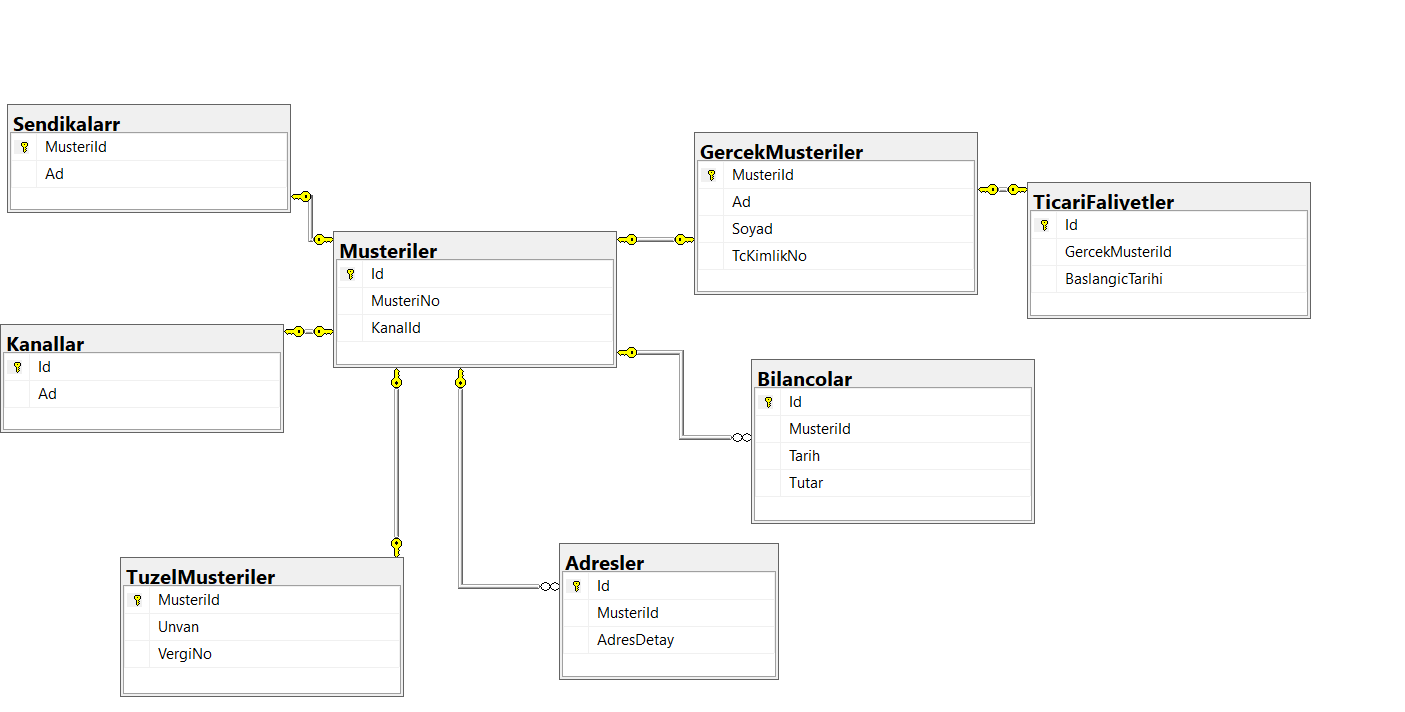 Sendikalarr
MusteriId
Ad
Kanallar
Id
Ad
Musteriler
Id
MusteriNo
KanalId
GercekMusteriler
MusteriId
Ad
Soyad
TcKimlikNo
TicariFaliyetler
Id
GercekMusteriId
BaslangicTarihi
Bilancolar
Id
MusteriId
Tarih
Tutar
TuzelMusteriler
MusteriId
Unvan
VergiNo
Adresler
Id
MusteriId
AdresDetay